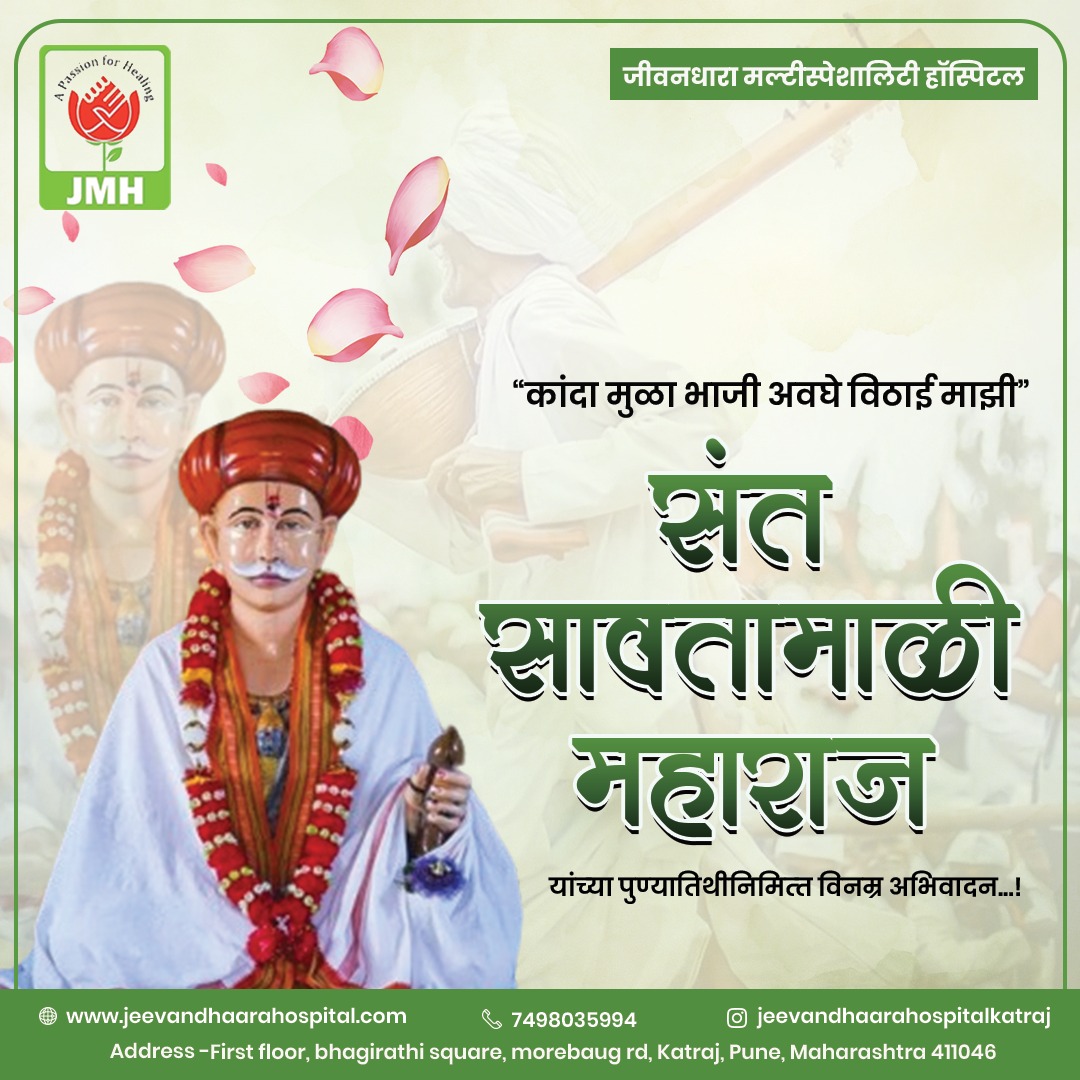 A Passion for Healing
JMH
जीवनधारा मल्टीस्पेशालिटी हॉस्पिटल
“कांदा मुळा भाजी अवघे विठाई माझी”
संत
सावतामाळी
महाराज
यांच्या पुण्यातिथीनिमित्त विनम्र अभिवादन...!
www.jeevandhaarahospital.com
7498035994
jeevandhaarahospitalkatraj
Address -First floor, bhagirathi square, morebaug rd, Katraj, Pune, Maharashtra 411046